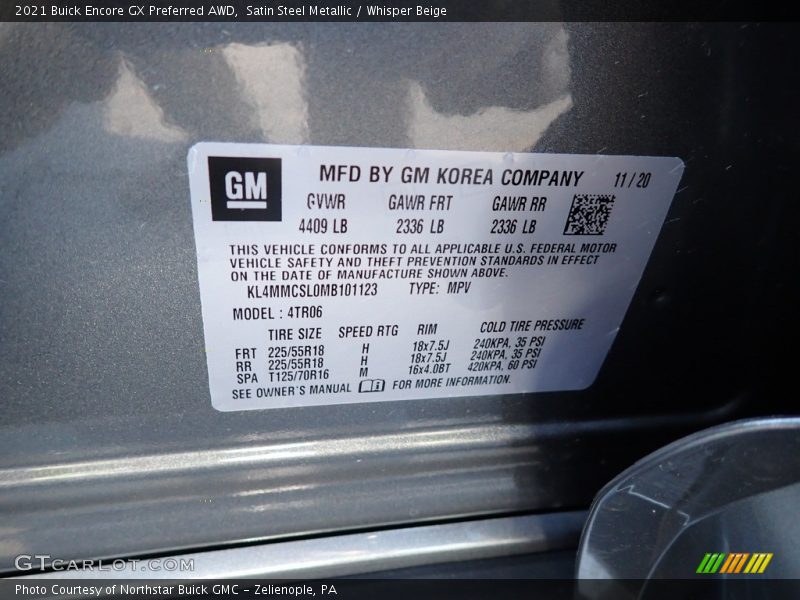 2021 Buick Encore GX Preferred AWD, Satin Steel Metallic / Whisper Beige
GM
MFD BY GM KOREA COMPANY 11 / 20
GVWR GAWR FRT GAWR RR
4409 LB 2336 LB 2336 LB
THIS VEHICLE CONFORMS TO ALL APPLICABLE U.S. FEDERAL MOTOR
VEHICLE SAFETY AND THEFT PREVENTION STANDARDS IN EFFECT
ON THE DATE OF MANUFACTURE SHOWN ABOVE.
KL4MMCSL0MB101123 TYPE: MPV
MODEL : 4TR06
TIRE SIZE SPEED RTG RIM COLD TIRE PRESSURE
FRT 225/55R18 H 18x7.5J 240KPA, 35 PSI
RR 225/55R18 H 18x7.5J 240KPA, 35 PSI
SPA T125/70R16 M 16x4.0BT 420KPA, 60 PSI
SEE OWNER'S MANUAL FOR MORE INFORMATION.
GTcarlot.com
Photo Courtesy of Northstar Buick GMC - Zelienople, PA